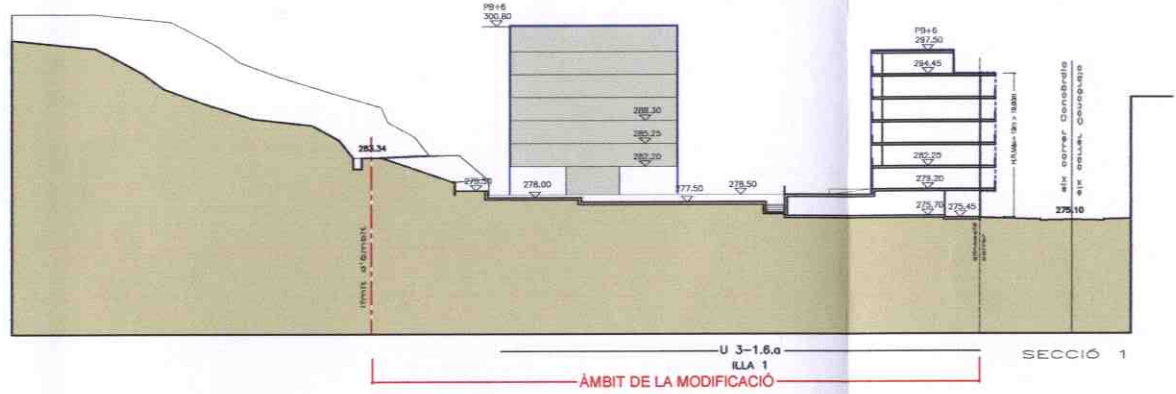 PB+6
300.80
288.30
285.25
282.20
PB+6
297.50
294.45
282.25
279.20
275.70
275.45
283.34
278.00
277.50
278.50
275.10
límit d'àmbit
eix carrer
eix
carrer
U 3-1.6.a
ILLA 1
ÀMBIT DE LA MODIFICACIÓ
SECCIÓ 1